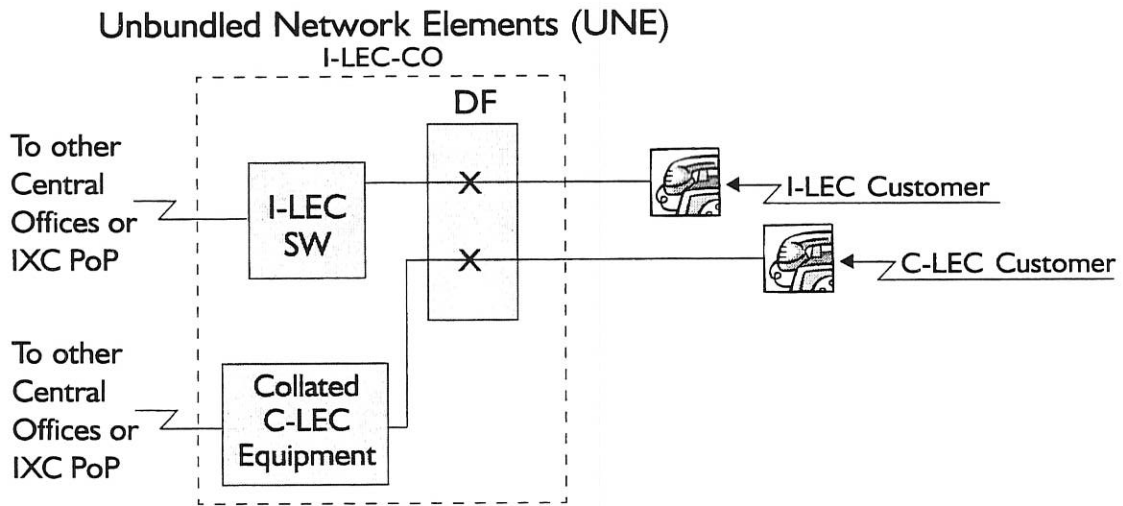 Unbundled Network Elements (UNE)
I-LEC-CO
DF
To other
Central
Offices or
IXC PoP
I-LEC
SW
X
I-LEC Customer
X
C-LEC Customer
To other
Central
Offices or
IXC PoP
Collated
C-LEC
Equipment